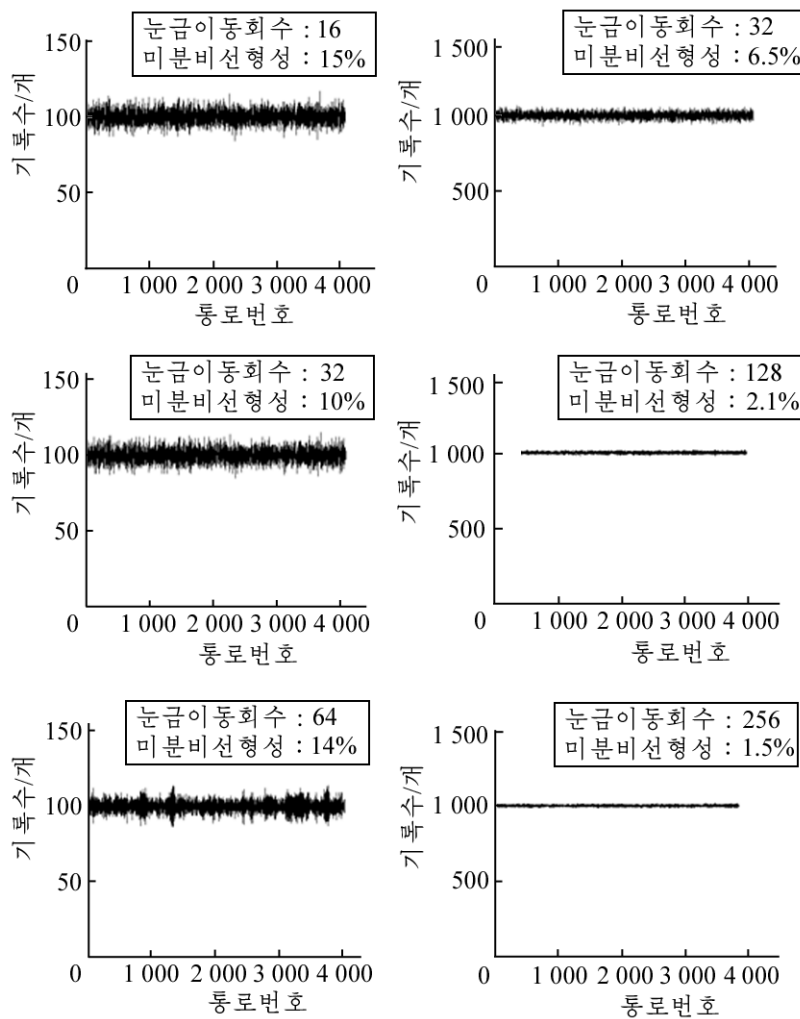 눈금이동회수 : 16
미분비선형성 : 15%
150
100
50
0
1 000 2 000 3 000 4 000
통로번호
기록수/개
눈금이동회수 : 32
미분비선형성 : 6.5%
1 500
1 000
500
0
1 000 2 000 3 000 4 000
통로번호
기록수/개
눈금이동회수 : 32
미분비선형성 : 10%
150
100
50
0
1 000 2 000 3 000 4 000
통로번호
기록수/개
눈금이동회수 : 128
미분비선형성 : 2.1%
1 500
1 000
500
0
1 000 2 000 3 000 4 000
통로번호
기록수/개
눈금이동회수 : 64
미분비선형성 : 14%
150
100
50
0
1 000 2 000 3 000 4 000
통로번호
기록수/개
눈금이동회수 : 256
미분비선형성 : 1.5%
1 500
1 000
500
0
1 000 2 000 3 000 4 000
통로번호
기록수/개